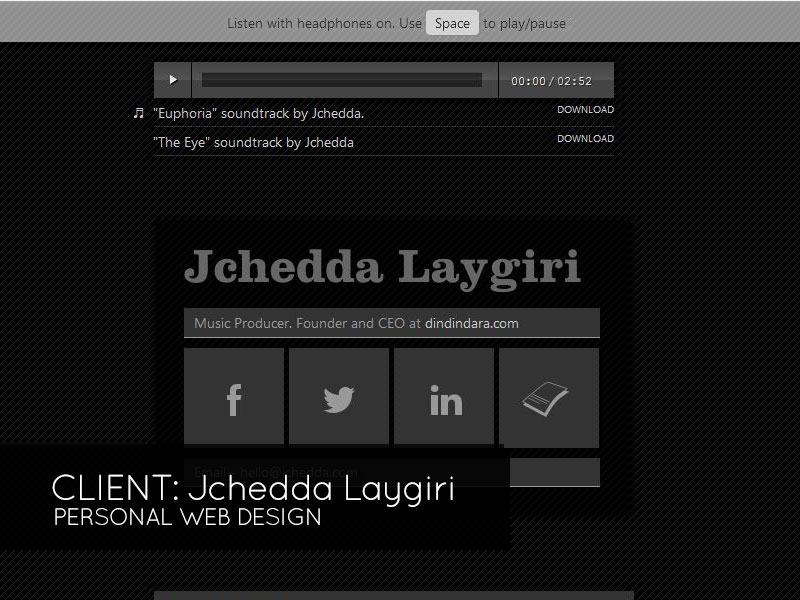 Listen with headphones on. Use Space to play/pause
00:00 / 02:52
"Euphoria" soundtrack by Jchedda. DOWNLOAD
"The Eye" soundtrack by Jchedda DOWNLOAD
Jchedda Laygiri
Music Producer. Founder and CEO at dindindara.com
f in
Email: hello@jchedda.com
CLIENT: Jchedda Laygiri
PERSONAL WEB DESIGN